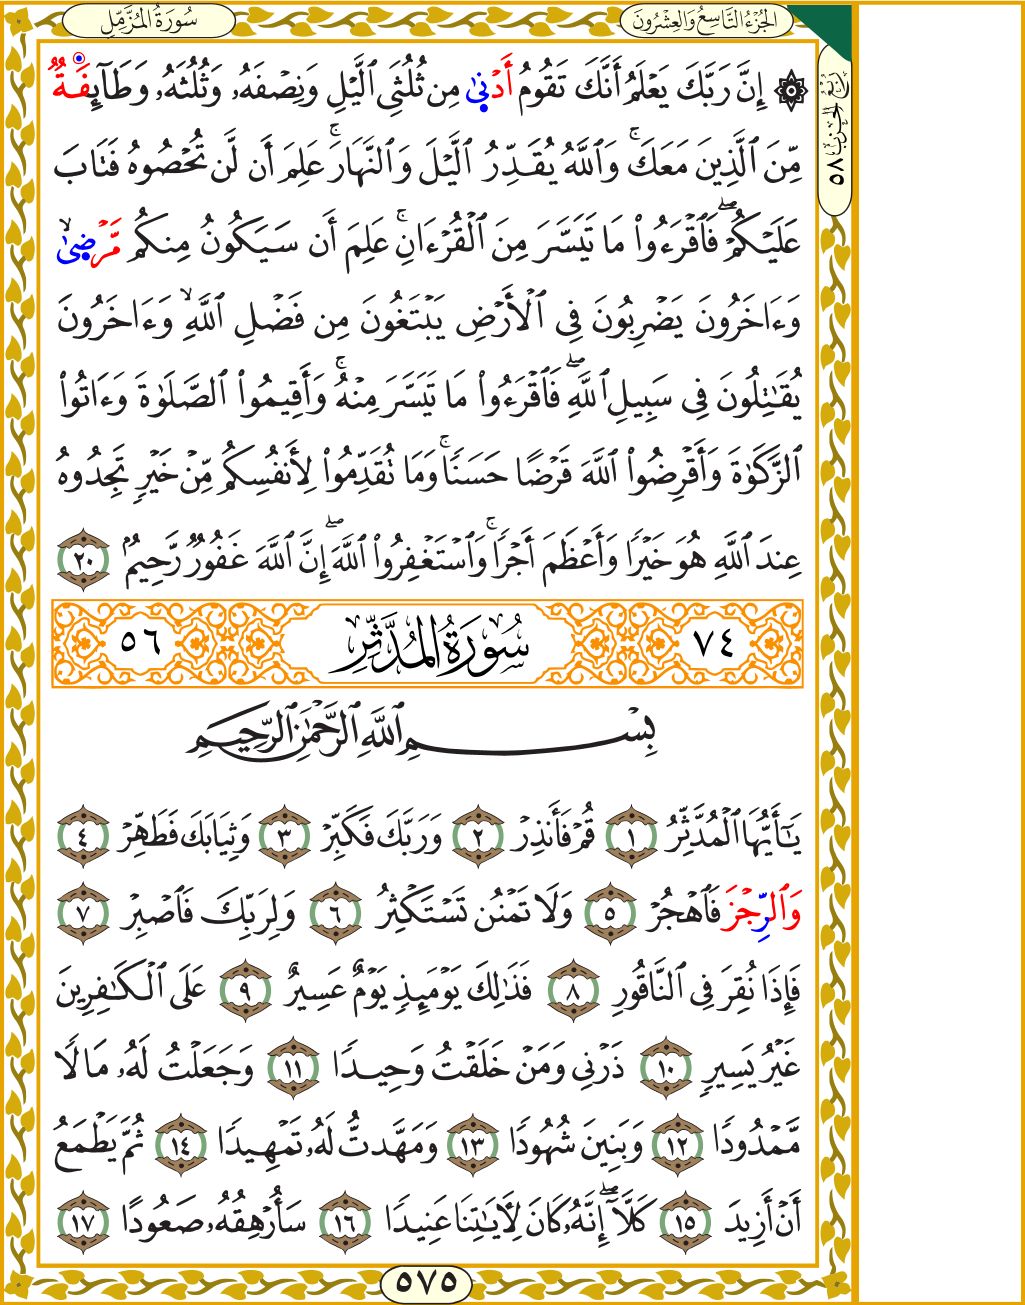 سُورَةُ المُزَّمِّل
الجُزْءُ التَّاسِعُ وَالعِشْرُونَ
۞ إِنَّ رَبَّكَ يَعْلَمُ أَنَّكَ تَقُومُ أَدْنِىٰ مِن ثُلُثَىِ ٱلَّيْلِ وَنِصْفَهُۥ وَثُلُثَهُۥ وَطَآئِفَةٌ
مِّنَ ٱلَّذِينَ مَعَكَۚ وَٱللَّهُ يُقَدِّرُ ٱلَّيْلَ وَٱلنَّهَارَۚ عَلِمَ أَن لَّن تُحْصُوهُ فَتَابَ
عَلَيْكُمْۖ فَٱقْرَءُوا۟ مَا تَيَسَّرَ مِنَ ٱلْقُرْءَانِۚ عَلِمَ أَن سَيَكُونُ مِنكُم مَّرْضِىٰۙ
وَءَاخَرُونَ يَضْرِبُونَ فِى ٱلْأَرْضِ يَبْتَغُونَ مِن فَضْلِ ٱللَّهِۙ وَءَاخَرُونَ
يُقَـٰتِلُونَ فِى سَبِيلِ ٱللَّهِۖ فَٱقْرَءُوا۟ مَا تَيَسَّرَ مِنْهُۚ وَأَقِيمُوا۟ ٱلصَّلَوٰةَ وَءَاتُوا۟
ٱلزَّكَوٰةَ وَأَقْرِضُوا۟ ٱللَّهَ قَرْضًا حَسَنًاۚ وَمَا تُقَدِّمُوا۟ لِأَنفُسِكُم مِّنْ خَيْرٍ تَجِدُوهُ
عِندَ ٱللَّهِ هُوَ خَيْرًا وَأَعْظَمَ أَجْرًاۚ وَٱسْتَغْفِرُوا۟ ٱللَّهَۖ إِنَّ ٱللَّهَ غَفُورٌ رَّحِيمٌۢ ٢٠
٧٤ سُورَةُ المُدَّثِّر ٥٦
بِسْمِ ٱللَّهِ ٱلرَّحْمَـٰنِ ٱلرَّحِيمِ
يَـٰٓأَيُّهَا ٱلْمُدَّثِّرُ ١ قُمْ فَأَنذِرْ ٢ وَرَبَّكَ فَكَبِّرْ ٣ وَثِيَابَكَ فَطَهِّرْ ٤
وَٱلرِّجْزَ فَٱهْجُرْ ٥ وَلَا تَمْنُن تَسْتَكْثِرُ ٦ وَلِرَبِّكَ فَٱصْبِرْ ٧
فَإِذَا نُقِرَ فِى ٱلنَّاقُورِ ٨ فَذَٰلِكَ يَوْمَئِذٍ يَوْمٌ عَسِيرٌ ٩ عَلَى ٱلْكَـٰفِرِينَ
غَيْرُ يَسِيرٍ ١٠ ذَرْنِى وَمَنْ خَلَقْتُ وَحِيدًا ١١ وَجَعَلْتُ لَهُۥ مَالًا
مَّمْدُودًا ١٢ وَبَنِينَ شُهُودًا ١٣ وَمَهَّدتُّ لَهُۥ تَمْهِيدًا ١٤ ثُمَّ يَطْمَعُ
أَنْ أَزِيدَ ١٥ كَلَّآۖ إِنَّهُۥ كَانَ لِأَيَـٰتِنَا عَنِيدًا ١٦ سَأُرْهِقُهُۥ صَعُودًا ١٧
٥٧٥
رُبْعُ الحِزْبِ
٥٨